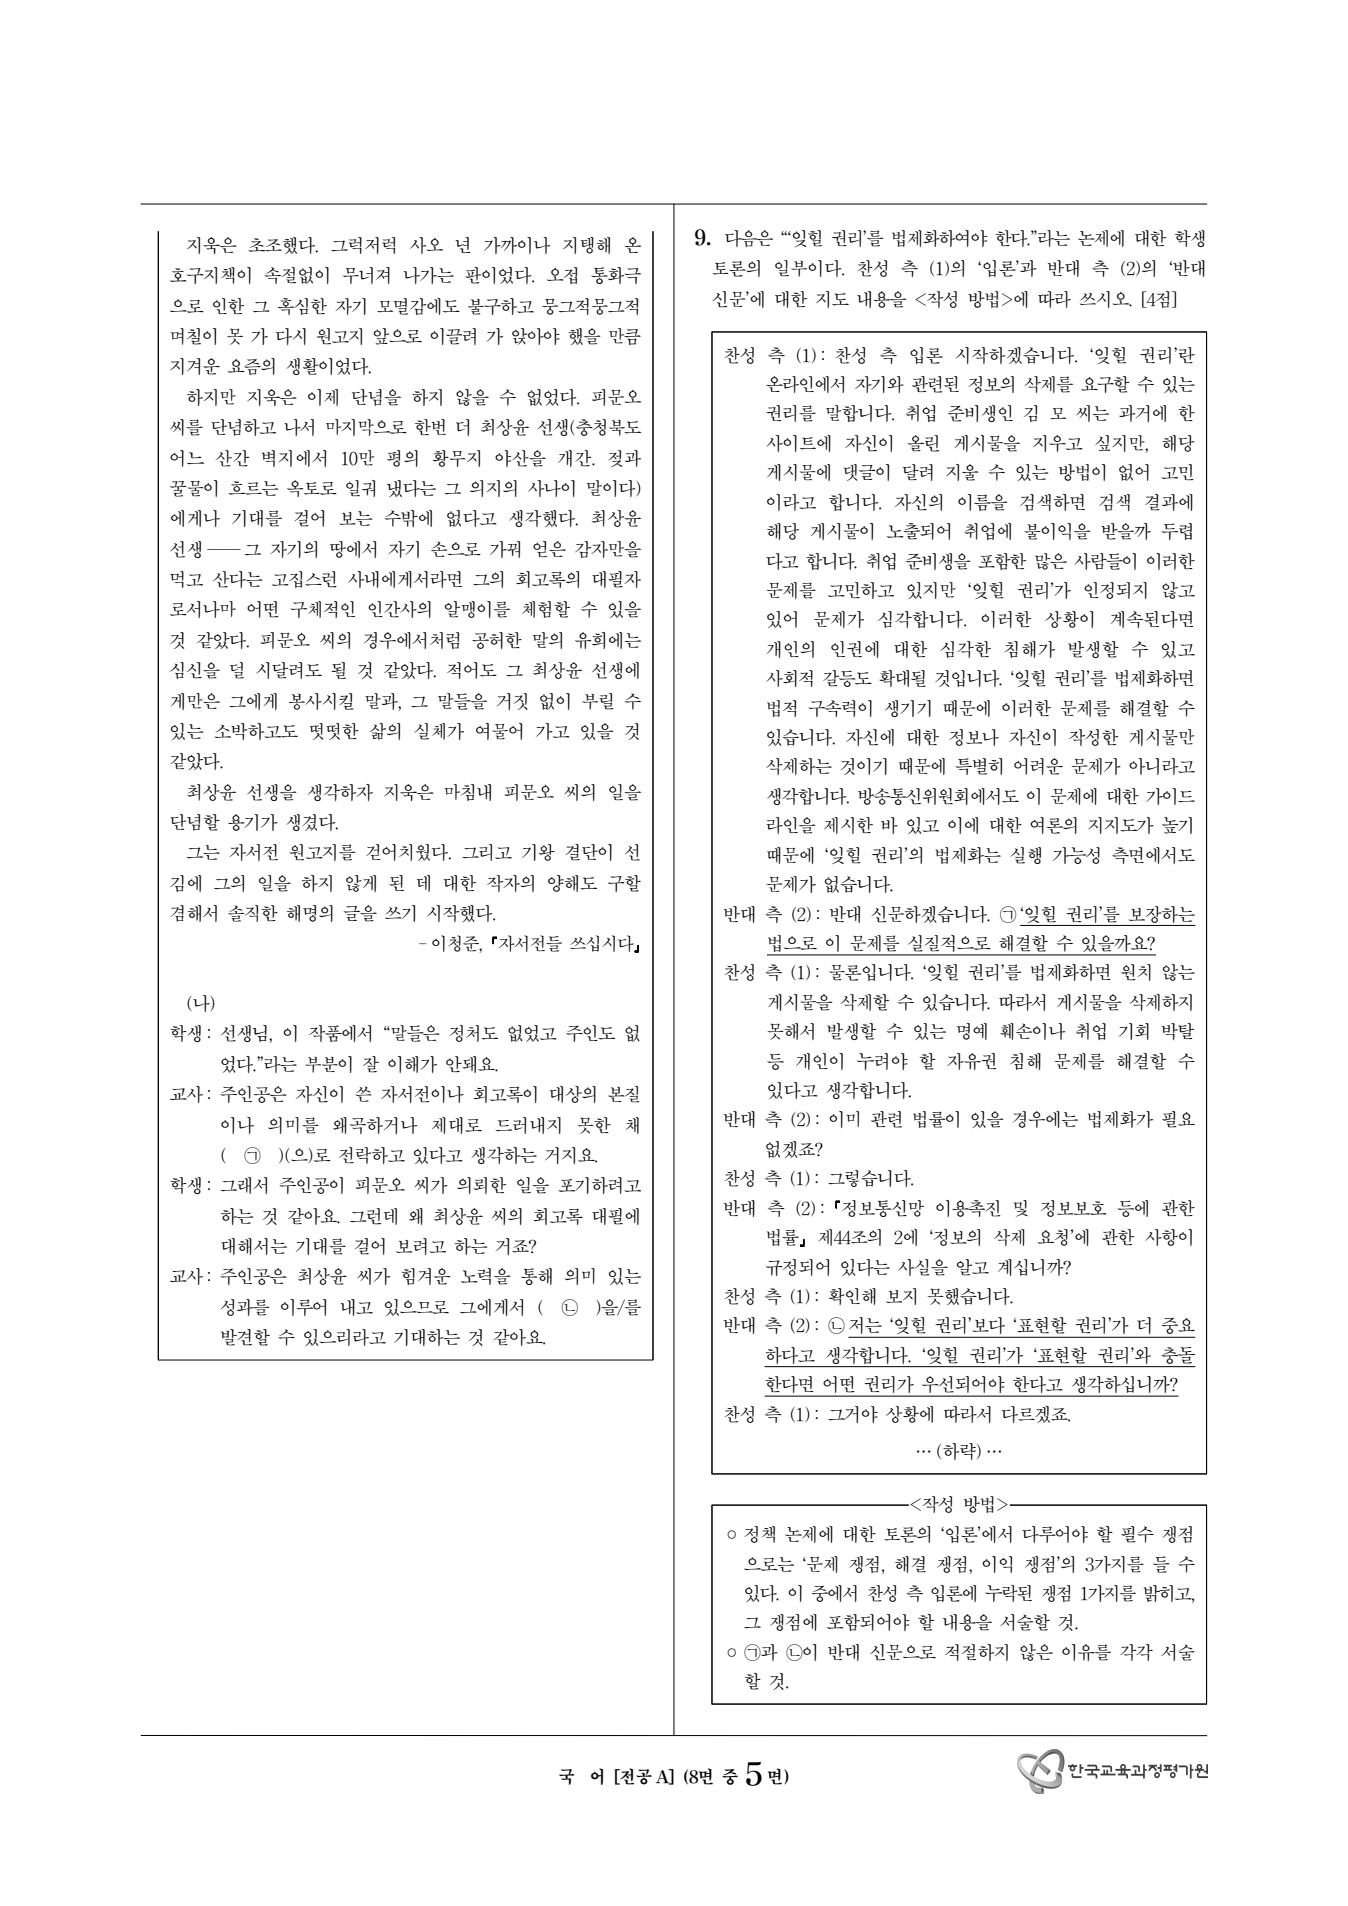 지욱은 초조했다. 그럭저럭 사오 년 가까이나 지탱해 온
호구지책이 속절없이 무너져 나가는 판이었다. 오접 통화극
으로 인한 그 혹심한 자기 모멸감에도 불구하고 뭉그적뭉그적
며칠이 못 가 다시 원고지 앞으로 이끌려 가 앉아야 했을 만큼
지겨운 요즘의 생활이었다.
하지만 지욱은 이제 단념을 하지 않을 수 없었다. 피문오
씨를 단념하고 나서 마지막으로 한번 더 최상윤 선생(충청북도
어느 산간 벽지에서 10만 평의 황무지 야산을 개간. 젖과
꿀물이 흐르는 옥토로 일궈 냈다는 그 의지의 사나이 말이다)
에게나 기대를 걸어 보는 수밖에 없다고 생각했다. 최상윤
선생── 그 자기의 땅에서 자기 손으로 가꿔 얻은 감자만을
먹고 산다는 고집스런 사내에게서라면 그의 회고록의 대필자
로서나마 어떤 구체적인 인간사의 알맹이를 체험할 수 있을
것 같았다. 피문오 씨의 경우에서처럼 공허한 말의 유희에는
심신을 덜 시달려도 될 것 같았다. 적어도 그 최상윤 선생에
게만은 그에게 봉사시킬 말과, 그 말들을 거짓 없이 부릴 수
있는 소박하고도 떳떳한 삶의 실체가 여물어 가고 있을 것
같았다.
최상윤 선생을 생각하자 지욱은 마침내 피문오 씨의 일을
단념할 용기가 생겼다.
그는 자서전 원고지를 걷어치웠다. 그리고 기왕 결단이 선
김에 그의 일을 하지 않게 된 데 대한 작자의 양해도 구할
겸해서 솔직한 해명의 글을 쓰기 시작했다.
- 이청준, 『자서전들 쓰십시다』
(나)
학생 : 선생님, 이 작품에서 “말들은 정처도 없었고 주인도 없
었다.”라는 부분이 잘 이해가 안돼요.
교사 : 주인공은 자신이 쓴 자서전이나 회고록이 대상의 본질
이나 의미를 왜곡하거나 제대로 드러내지 못한 채
( ㉠ )(으)로 전락하고 있다고 생각하는 거지요.
학생 : 그래서 주인공이 피문오 씨가 의뢰한 일을 포기하려고
하는 것 같아요. 그런데 왜 최상윤 씨의 회고록 대필에
대해서는 기대를 걸어 보려고 하는 거죠?
교사 : 주인공은 최상윤 씨가 힘겨운 노력을 통해 의미 있는
성과를 이루어 내고 있으므로 그에게서 ( ㉡ )을/를
발견할 수 있으리라고 기대하는 것 같아요.
9. 다음은 “‘잊힐 권리’를 법제화하여야 한다.”라는 논제에 대한 학생
토론의 일부이다. 찬성 측 (1)의 ‘입론’과 반대 측 (2)의 ‘반대
신문’에 대한 지도 내용을 <작성 방법>에 따라 쓰시오. [4점]
찬성 측 (1) : 찬성 측 입론 시작하겠습니다. ‘잊힐 권리’란
온라인에서 자기와 관련된 정보의 삭제를 요구할 수 있는
권리를 말합니다. 취업 준비생인 김 모 씨는 과거에 한
사이트에 자신이 올린 게시물을 지우고 싶지만, 해당
게시물에 댓글이 달려 지울 수 있는 방법이 없어 고민
이라고 합니다. 자신의 이름을 검색하면 검색 결과에
해당 게시물이 노출되어 취업에 불이익을 받을까 두렵
다고 합니다. 취업 준비생을 포함한 많은 사람들이 이러한
문제를 고민하고 있지만 ‘잊힐 권리’가 인정되지 않고
있어 문제가 심각합니다. 이러한 상황이 계속된다면
개인의 인권에 대한 심각한 침해가 발생할 수 있고
사회적 갈등도 확대될 것입니다. ‘잊힐 권리’를 법제화하면
법적 구속력이 생기기 때문에 이러한 문제를 해결할 수
있습니다. 자신에 대한 정보나 자신이 작성한 게시물만
삭제하는 것이기 때문에 특별히 어려운 문제가 아니라고
생각합니다. 방송통신위원회에서도 이 문제에 대한 가이드
라인을 제시한 바 있고 이에 대한 여론의 지지도가 높기
때문에 ‘잊힐 권리’의 법제화는 실행 가능성 측면에서도
문제가 없습니다.
반대 측 (2) : 반대 신문하겠습니다. ㉠‘잊힐 권리’를 보장하는
법으로 이 문제를 실질적으로 해결할 수 있을까요?
찬성 측 (1) : 물론입니다. ‘잊힐 권리’를 법제화하면 원치 않는
게시물을 삭제할 수 있습니다. 따라서 게시물을 삭제하지
못해서 발생할 수 있는 명예 훼손이나 취업 기회 박탈
등 개인이 누려야 할 자유권 침해 문제를 해결할 수
있다고 생각합니다.
반대 측 (2) : 이미 관련 법률이 있을 경우에는 법제화가 필요
없겠죠?
찬성 측 (1) : 그렇습니다.
반대 측 (2) : 『정보통신망 이용촉진 및 정보보호 등에 관한
법률』 제44조의 2에 ‘정보의 삭제 요청’에 관한 사항이
규정되어 있다는 사실을 알고 계십니까?
찬성 측 (1) : 확인해 보지 못했습니다.
반대 측 (2) : ㉡저는 ‘잊힐 권리’보다 ‘표현할 권리’가 더 중요
하다고 생각합니다. ‘잊힐 권리’가 ‘표현할 권리’와 충돌
한다면 어떤 권리가 우선되어야 한다고 생각하십니까?
찬성 측 (1) : 그거야 상황에 따라서 다르겠죠.
… (하략) …
<작성 방법>
○ 정책 논제에 대한 토론의 ‘입론’에서 다루어야 할 필수 쟁점
으로는 ‘문제 쟁점, 해결 쟁점, 이익 쟁점’의 3가지를 들 수
있다. 이 중에서 찬성 측 입론에 누락된 쟁점 1가지를 밝히고,
그 쟁점에 포함되어야 할 내용을 서술할 것.
○ ㉠과 ㉡이 반대 신문으로 적절하지 않은 이유를 각각 서술
할 것.
국 어 [전공 A] (8면 중 5 면)
한국교육과정평가원